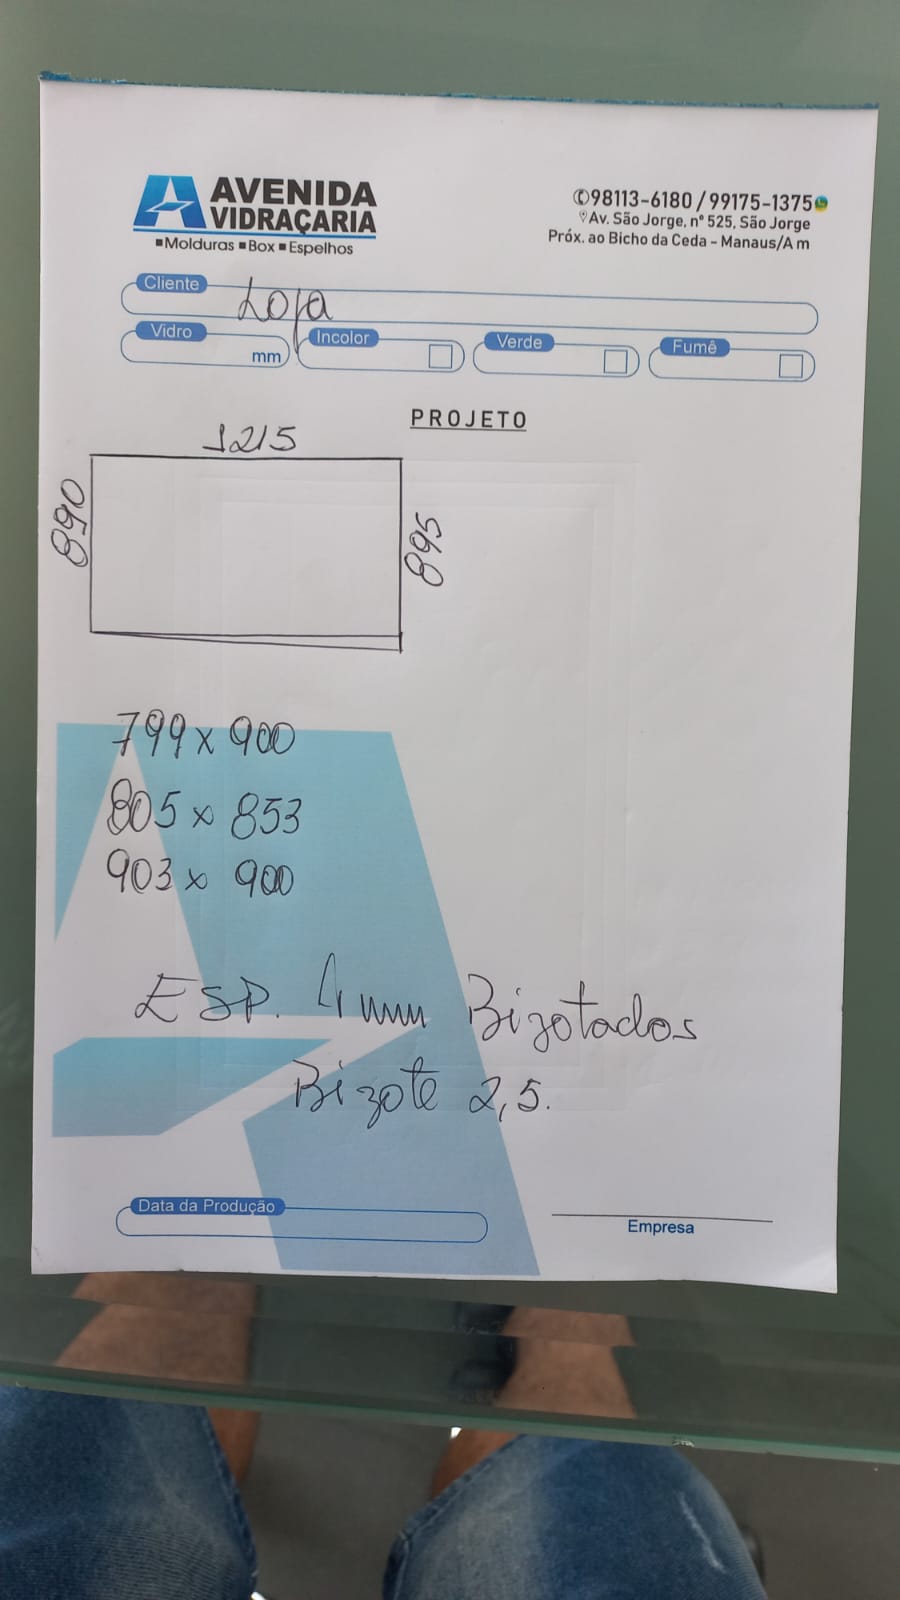 AVENIDA
VIDRAÇARIA
▪Molduras ▪Box ▪Espelhos
98113-6180 / 99175-1375
Av. São Jorge, nº 525, São Jorge
Próx. ao Bicho da Ceda - Manaus/Am
Cliente Loja
Vidro mm Incolor Verde Fumê
PROJETO
1215
890
895
799 x 900
805 x 853
903 x 900
ESP. 4mm Bizotados
Bizote 2,5.
Data da Produção
Empresa